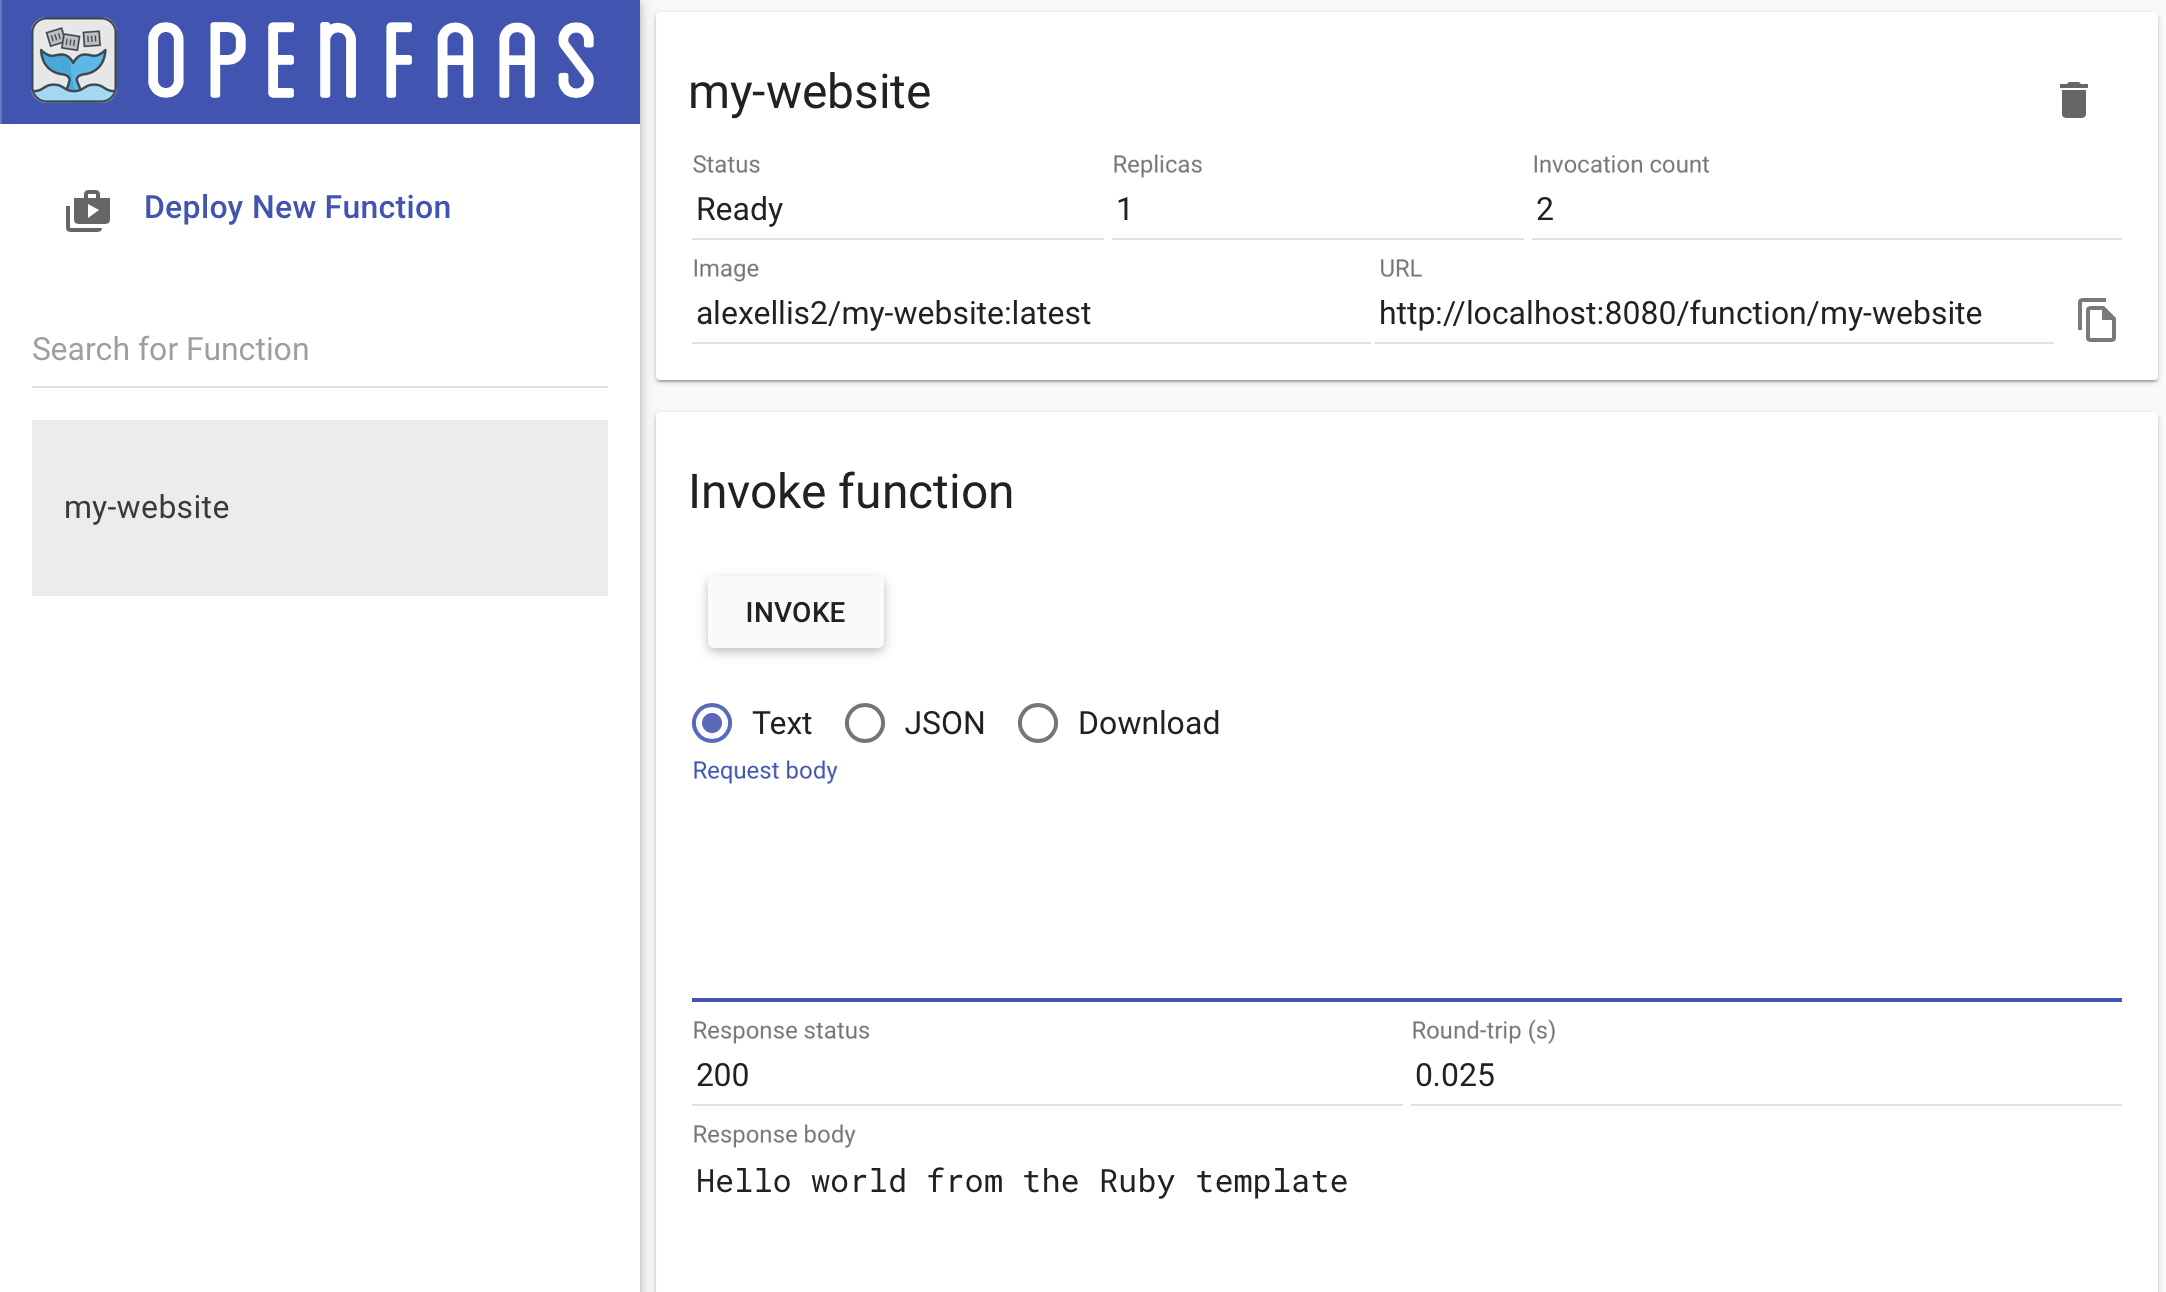 OPENFAAS
Deploy New Function
Search for Function
my-website
my-website
Status
Replicas
Invocation count
Ready
1
2
Image
URL
alexellis2/my-website:latest
http://localhost:8080/function/my-website
Invoke function
INVOKE
Text
JSON
Download
Request body
Response status
Round-trip (s)
200
0.025
Response body
Hello world from the Ruby template